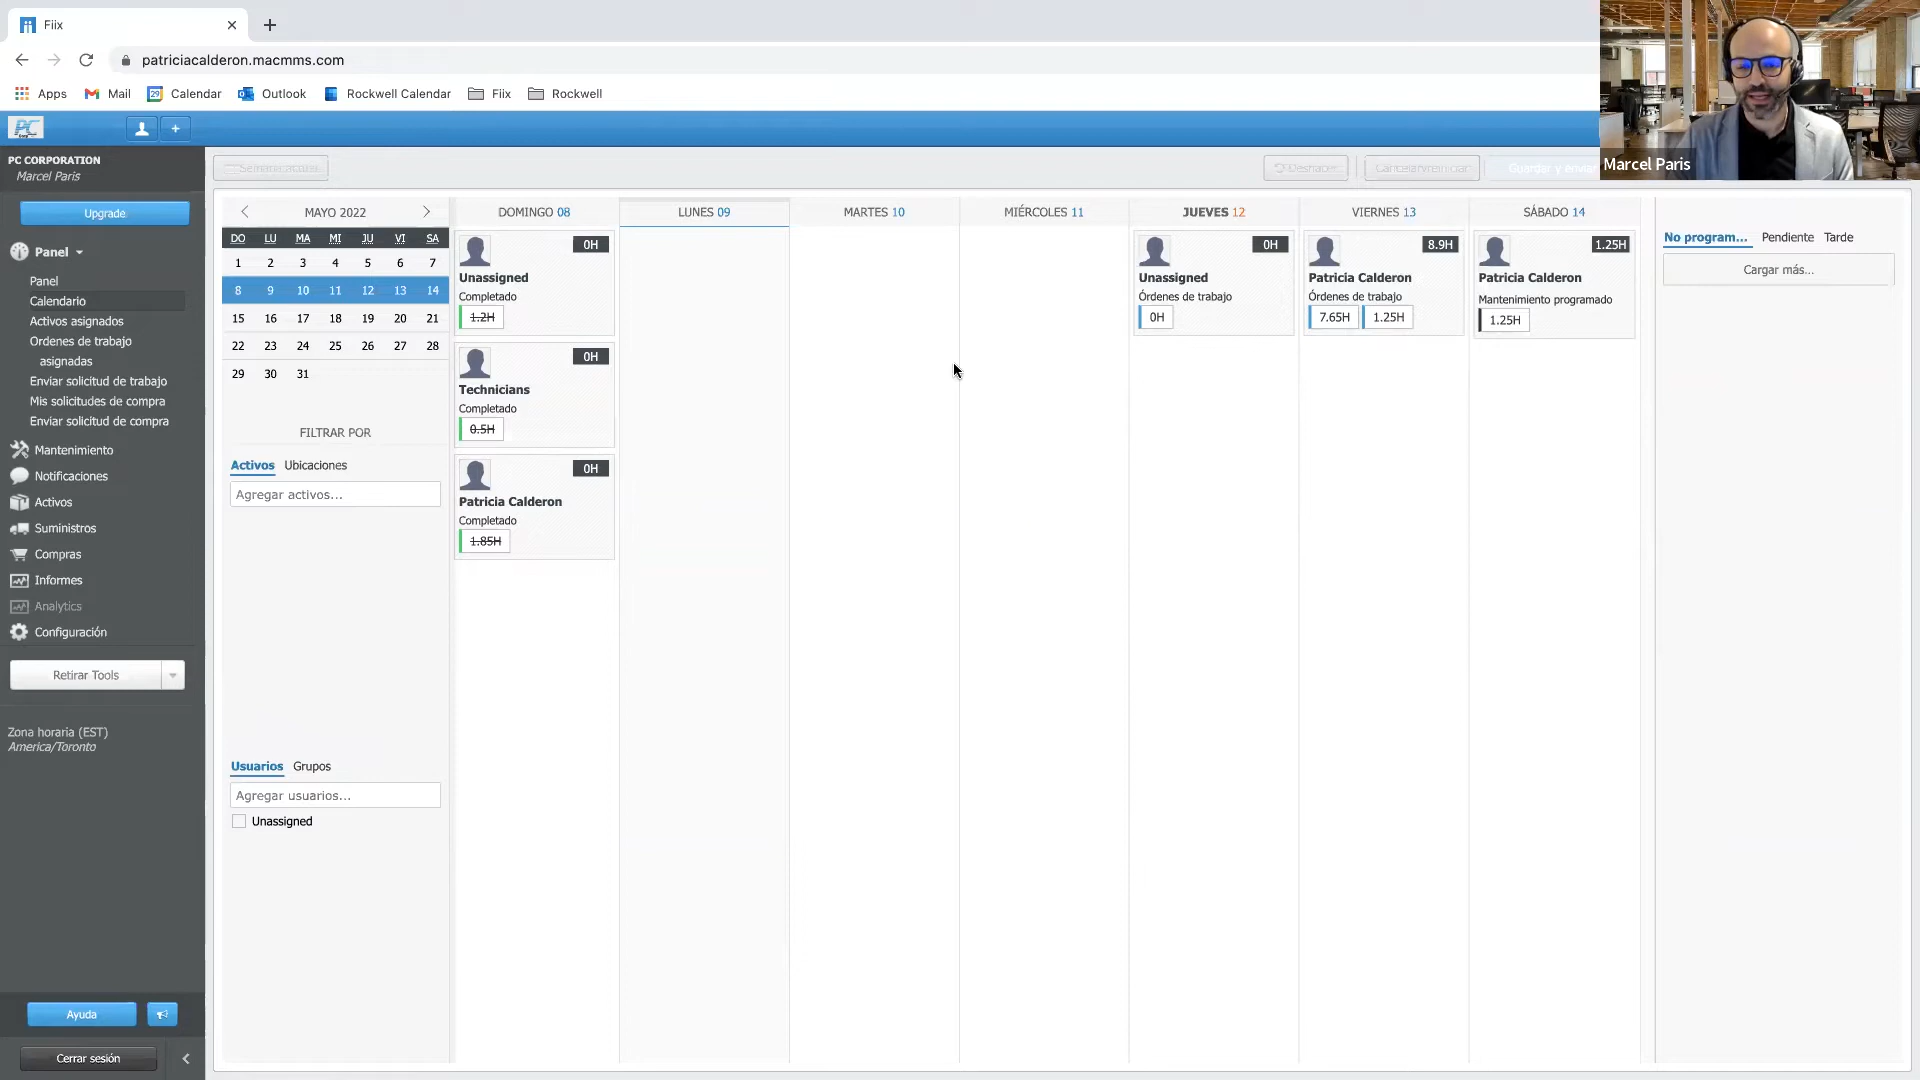 Fiix
patriciacalderon.macmms.com
Apps
Mail
Calendar
Outlook
Rockwell Calendar
Fiix
Rockwell
Marcel Paris
PC
PC CORPORATION
Marcel Paris
Upgrade
Panel
Panel
Calendario
Activos asignados
Ordenes de trabajo
asignadas
Enviar solicitud de trabajo
Mis solicitudes de compra
Enviar solicitud de compra
Mantenimiento
Notificaciones
Activos
Suministros
Compras
Informes
Analytics
Configuración
Retirar Tools
Zona horaria (EST)
America/Toronto
Ayuda
Cerrar sesión
Semana actual
Deshacer
Cancelar/reiniciar
Guardar y enviar
MAYO 2022
DO LU MA MI JU VI SA
1 2 3 4 5 6 7
8 9 10 11 12 13 14
15 16 17 18 19 20 21
22 23 24 25 26 27 28
29 30 31
FILTRAR POR
Activos Ubicaciones
Agregar activos...
Usuarios Grupos
Agregar usuarios...
Unassigned
DOMINGO 08
0H
Unassigned
Completado
1.2H
0H
Technicians
Completado
0.5H
0H
Patricia Calderon
Completado
1.85H
LUNES 09
MARTES 10
MIÉRCOLES 11
JUEVES 12
0H
Unassigned
Órdenes de trabajo
0H
VIERNES 13
8.9H
Patricia Calderon
Órdenes de trabajo
7.65H 1.25H
SÁBADO 14
1.25H
Patricia Calderon
Mantenimiento programado
1.25H
No program... Pendiente Tarde
Cargar más...